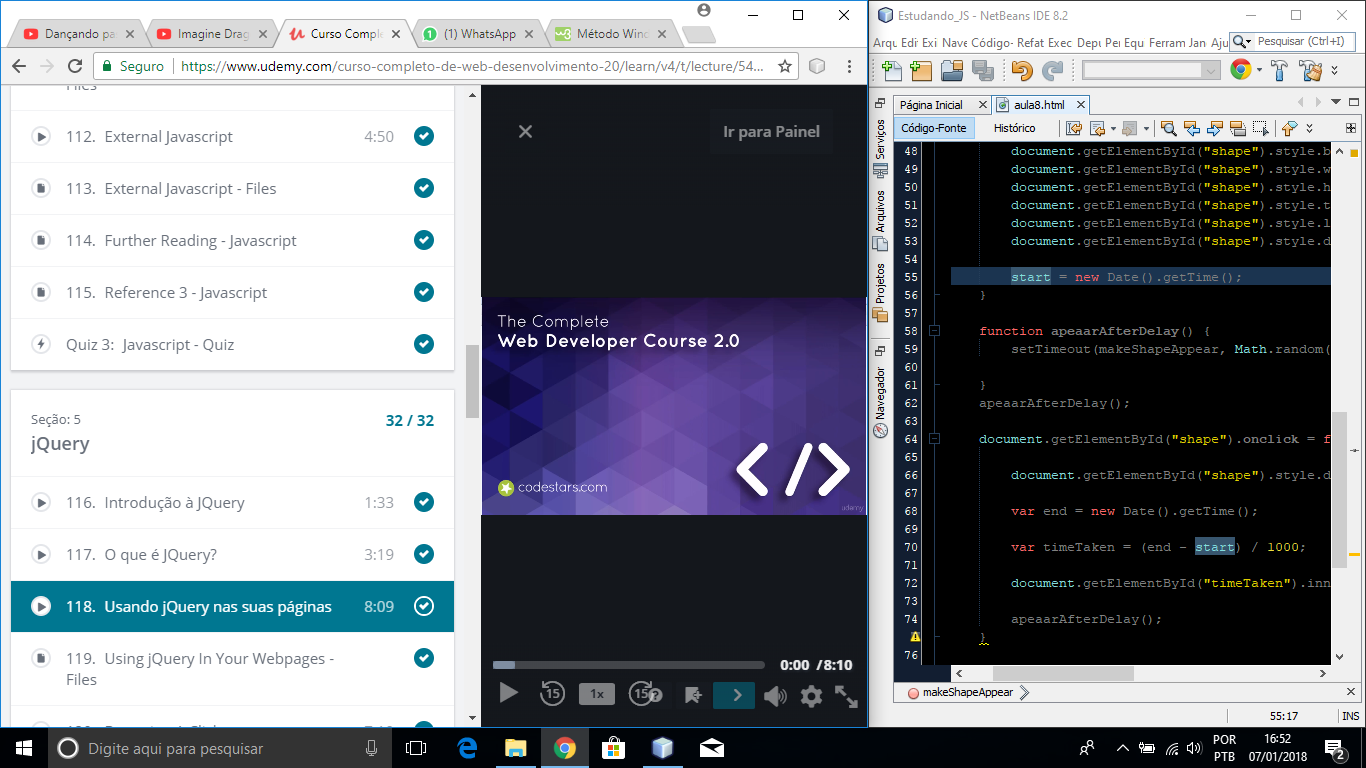 Dançando pa
Imagine Drag
Curso Comple
(1) WhatsApp
Método Wind
Seguro
https://www.udemy.com/curso-completo-de-web-desenvolvimento-20/learn/v4/t/lecture/54...
Files
112. External Javascript 4:50
113. External Javascript - Files
114. Further Reading - Javascript
115. Reference 3 - Javascript
Quiz 3: Javascript - Quiz
Seção: 5 32 / 32
jQuery
116. Introdução à JQuery 1:33
117. O que é JQuery? 3:19
118. Usando jQuery nas suas páginas 8:09
119. Using jQuery In Your Webpages -
Files
Ir para Painel
The Complete
Web Developer Course 2.0
</>
codestars.com
udemy
0:00 / 8:10
15 1x 15
Estudando_JS - NetBeans IDE 8.2
Arqu Edir Exi Nave Código- Refat Exec Depu Per Equ Ferram Jan Aju
Pesquisar (Ctrl+I)
Página Inicial
aula8.html
Código-Fonte Histórico
Serviços
Arquivos
Projetos
Navegador
48 document.getElementById("shape").style.b
49 document.getElementById("shape").style.w
50 document.getElementById("shape").style.h
51 document.getElementById("shape").style.t
52 document.getElementById("shape").style.l
53 document.getElementById("shape").style.d
54
55 start = new Date().getTime();
56 }
57
58 function apeaarAfterDelay() {
59 setTimeout(makeShapeAppear, Math.random(
60
61 }
62 apeaarAfterDelay();
63
64 document.getElementById("shape").onclick = f
65
66 document.getElementById("shape").style.d
67
68 var end = new Date().getTime();
69
70 var timeTaken = (end - start) / 1000;
71
72 document.getElementById("timeTaken").inn
73
74 apeaarAfterDelay();
}
76
makeShapeAppear
55:17 INS
Digite aqui para pesquisar
POR
PTB
16:52
07/01/2018
2